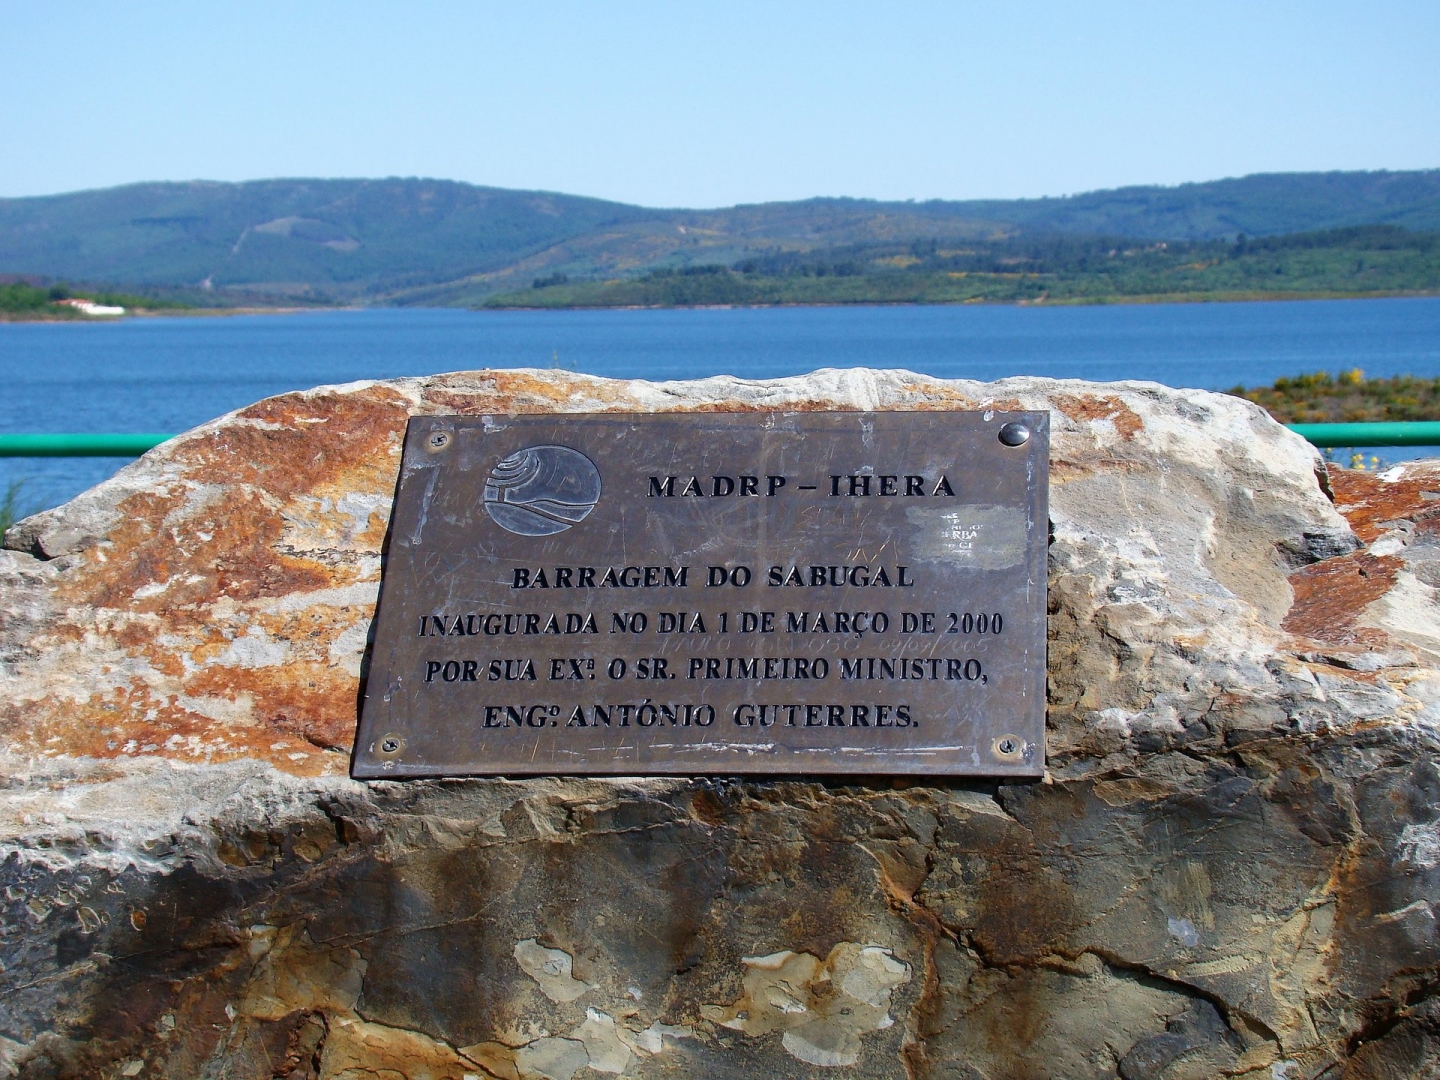 MADRP – IHERA
BARRAGEM DO SABUGAL
INAUGURADA NO DIA 1 DE MARÇO DE 2000
POR SUA EXª. O SR. PRIMEIRO MINISTRO,
ENGº. ANTÓNIO GUTERRES.